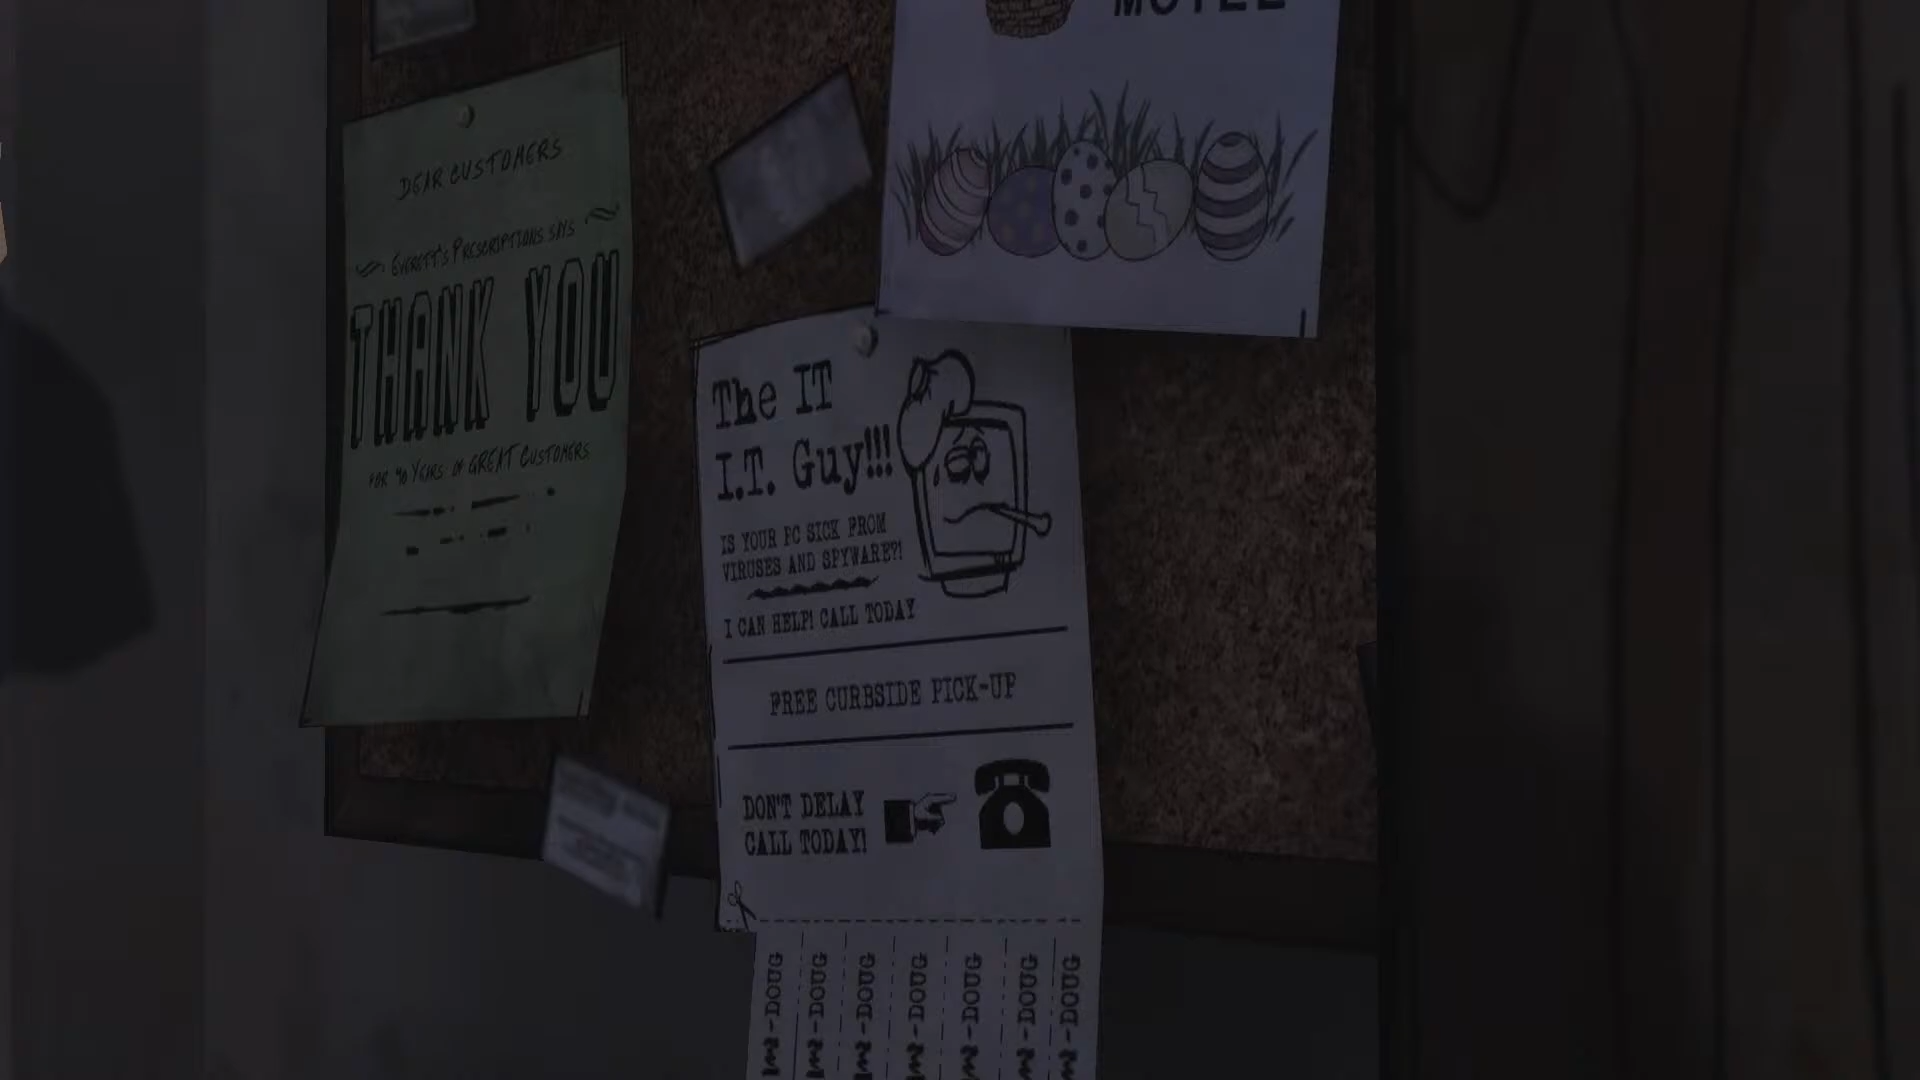 MOTEL
DEAR CUSTOMERS
EVERETT'S PRESCRIPTIONS SAYS
THANK YOU
FOR 40 YEARS OF GREAT CUSTOMERS
The IT
I.T. Guy!!!
IS YOUR PC SICK FROM
VIRUSES AND SPYWARE?!
I CAN HELP! CALL TODAY
FREE CURBSIDE PICK-UP
DON'T DELAY
CALL TODAY!
DOUG
DOUG
DOUG
DOUG
DOUG
DOUG
DOUG